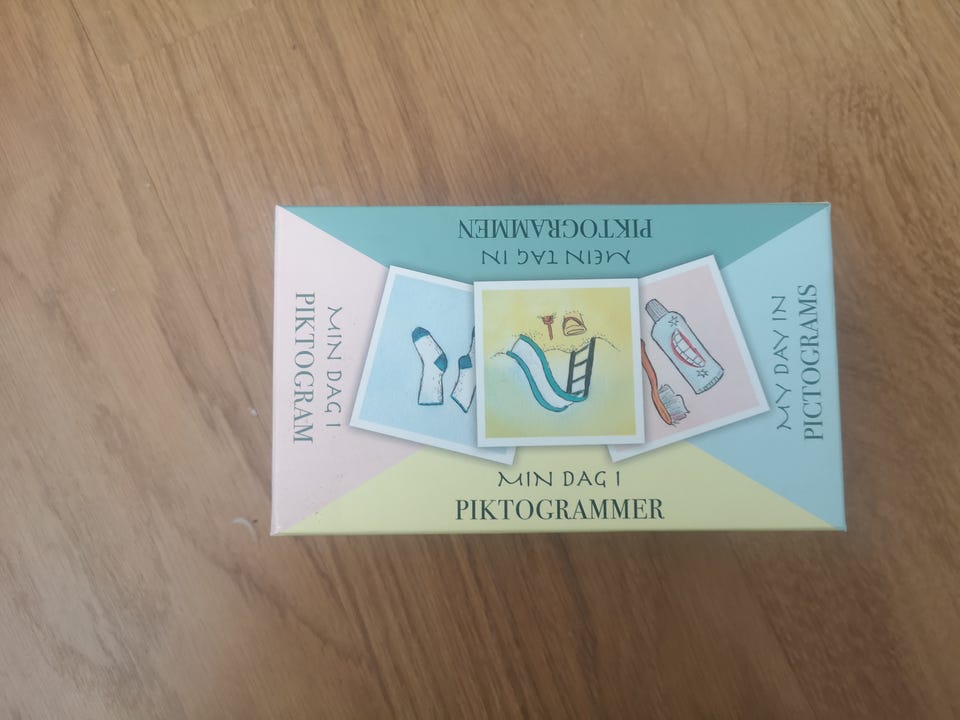 MEIN TAG IN
PIKTOGRAMMEN
MIN DAG I
PIKTOGRAM
MY DAY IN
PICTOGRAMS
MIN DAG I
PIKTOGRAMMER